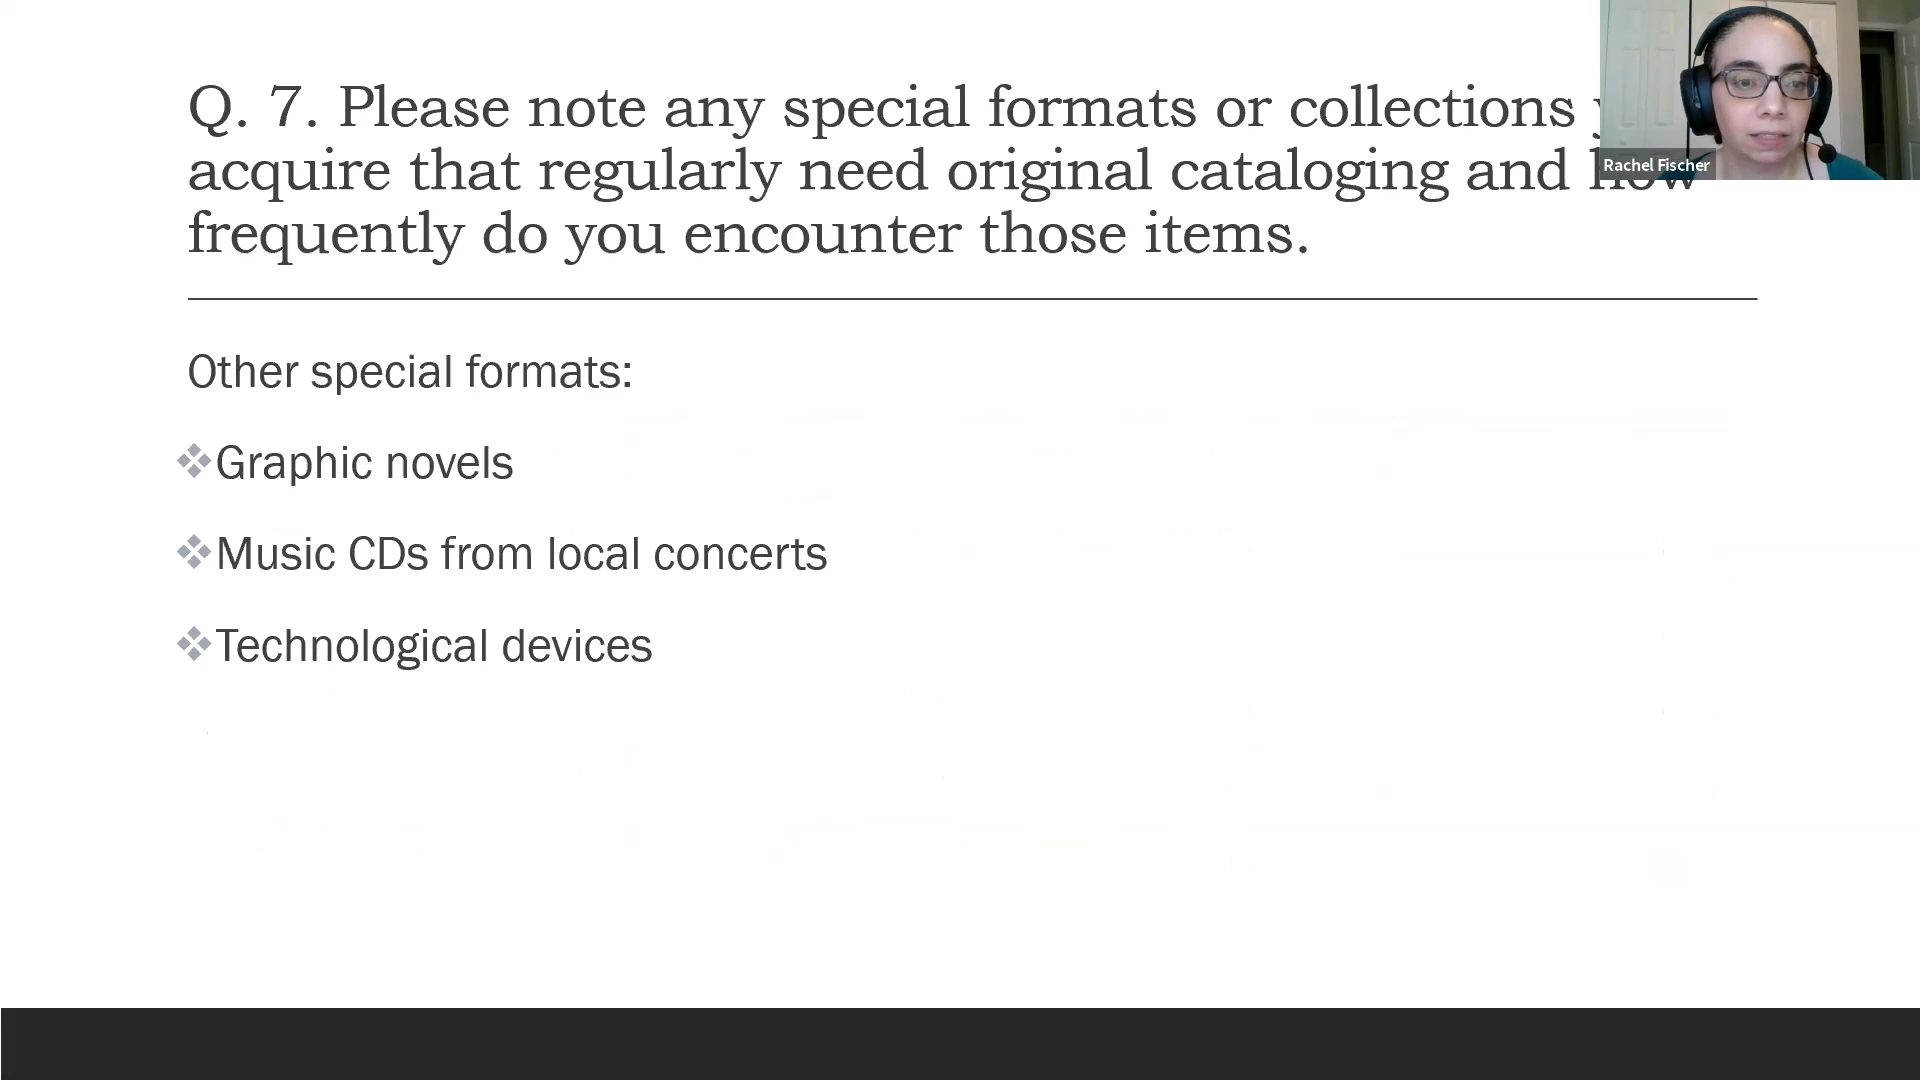 Q. 7. Please note any special formats or collections
acquire that regularly need original cataloging and how
frequently do you encounter those items.
Rachel Fischer
Other special formats:
Graphic novels
Music CDs from local concerts
Technological devices